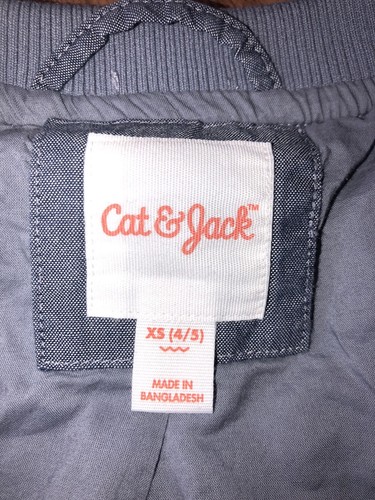 Cat & Jack™
XS (4/5)
MADE IN
BANGLADESH